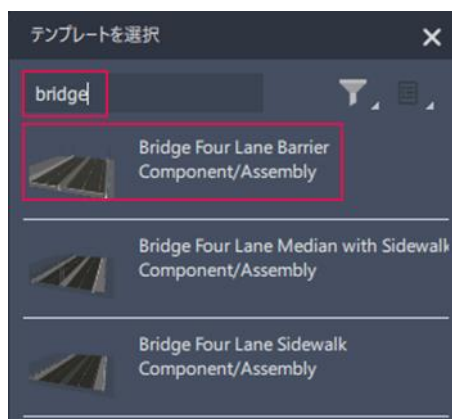 テンプレートを選択
bridge
Bridge Four Lane Barrier
Component/Assembly
Bridge Four Lane Median with Sidewalk
Component/Assembly
Bridge Four Lane Sidewalk
Component/Assembly